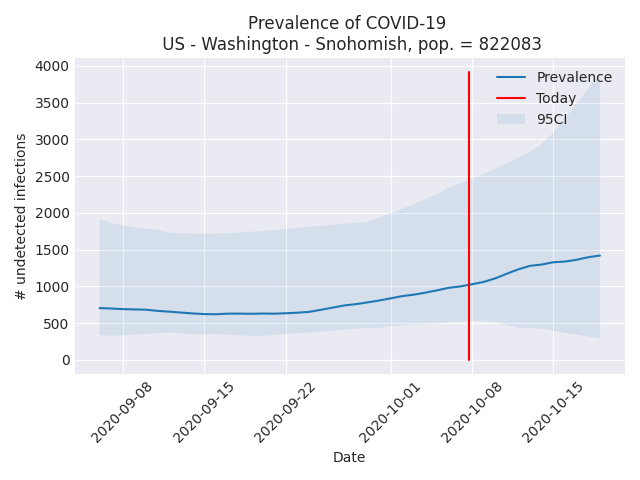 Prevalence of COVID-19
US - Washington - Snohomish, pop. = 822083
4000
3500
3000
2500
2000
1500
1000
500
0
# undetected infections
Prevalence
Today
95CI
2020-09-08
2020-09-15
2020-09-22
2020-10-01
2020-10-08
2020-10-15
Date